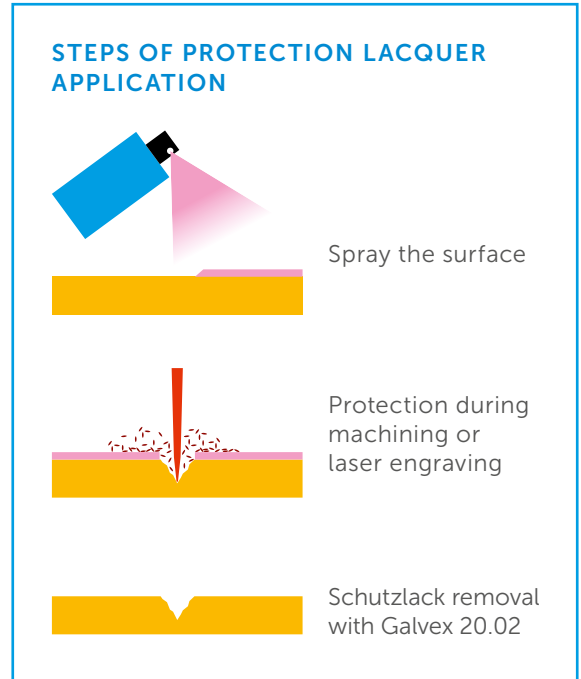 STEPS OF PROTECTION LACQUER
APPLICATION
Spray the surface
Protection during
machining or
laser engraving
Schutzlack removal
with Galvex 20.02